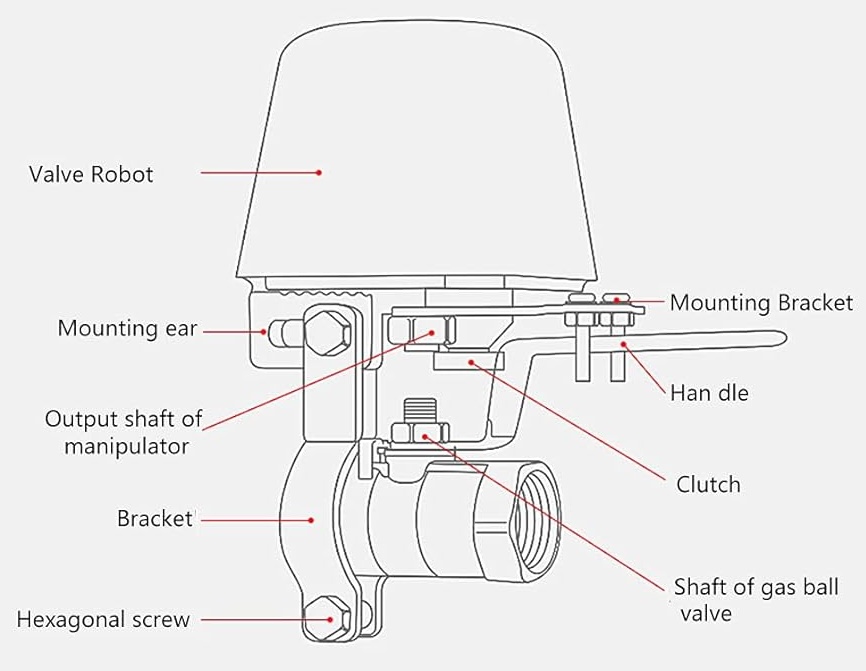 Valve Robot
Mounting Bracket
Mounting ear
Han dle
Output shaft of
manipulator
Clutch
Bracket
Shaft of gas ball
valve
Hexagonal screw